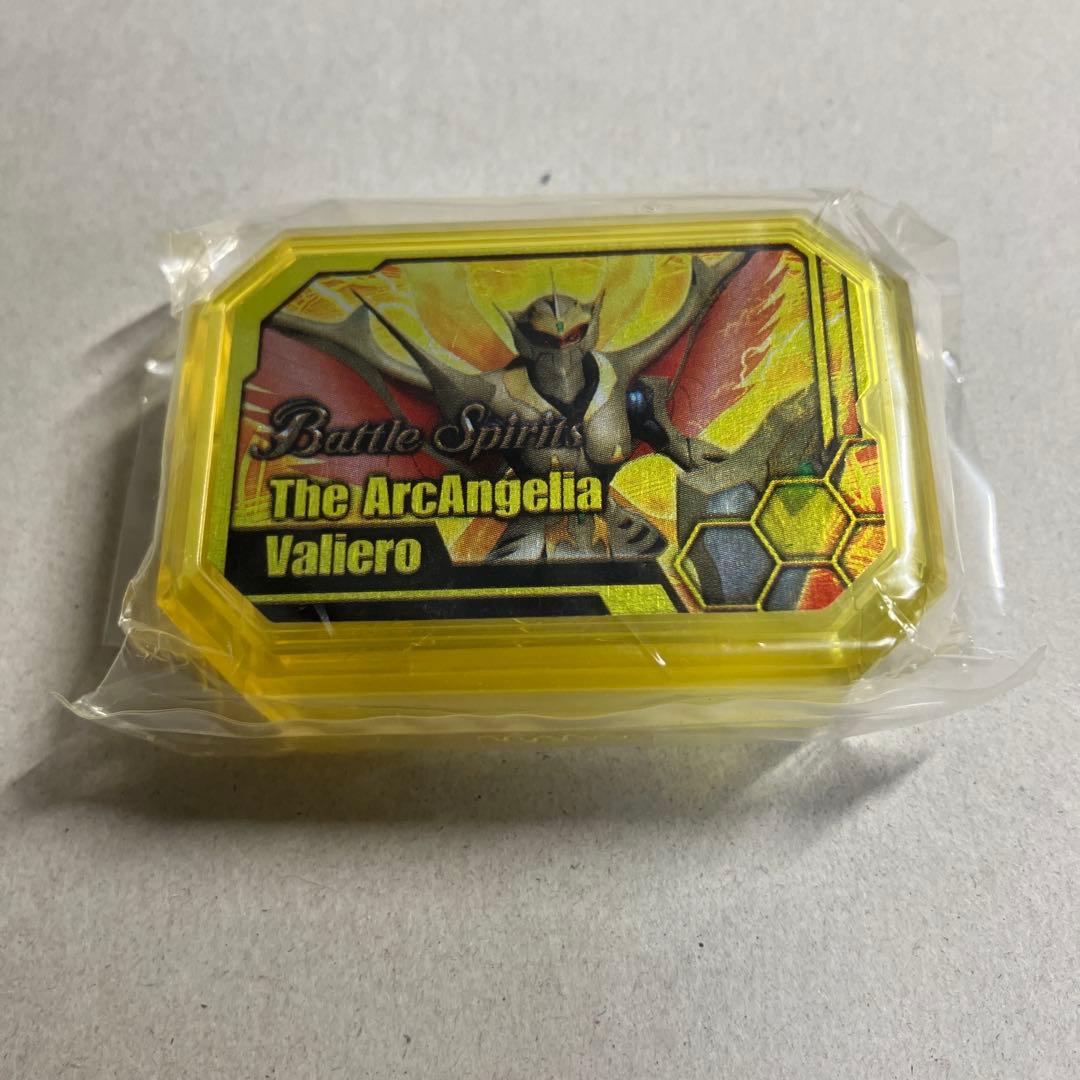 Battle Spirits
The ArcAngelia
Valiero